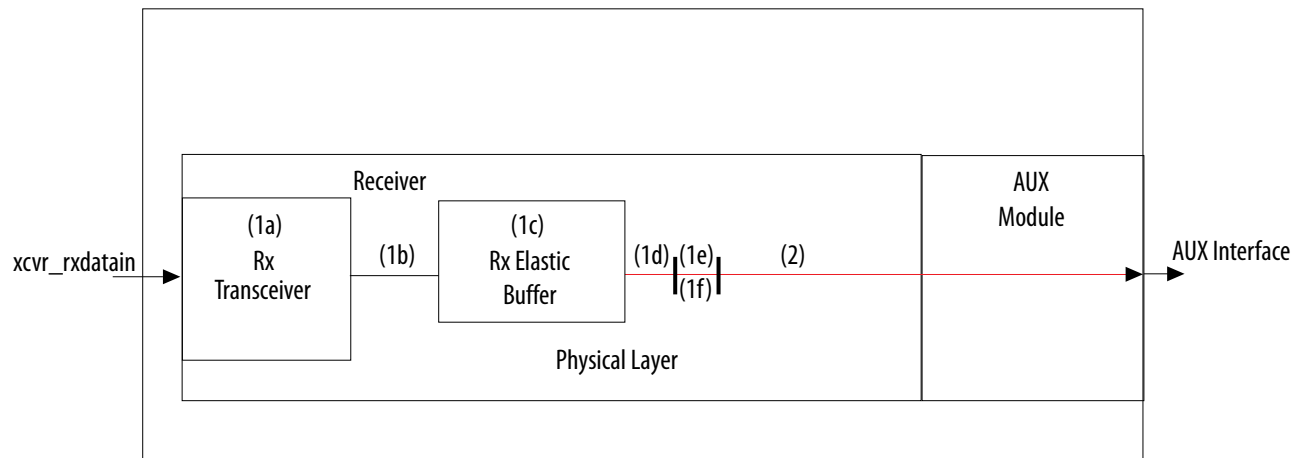 Receiver
AUX
Module
(1a)
Rx
Transceiver
(1b)
(1c)
Rx Elastic
Buffer
(1d)
(1e)
(1f)
(2)
xcvr_rxdatain
AUX Interface
Physical Layer